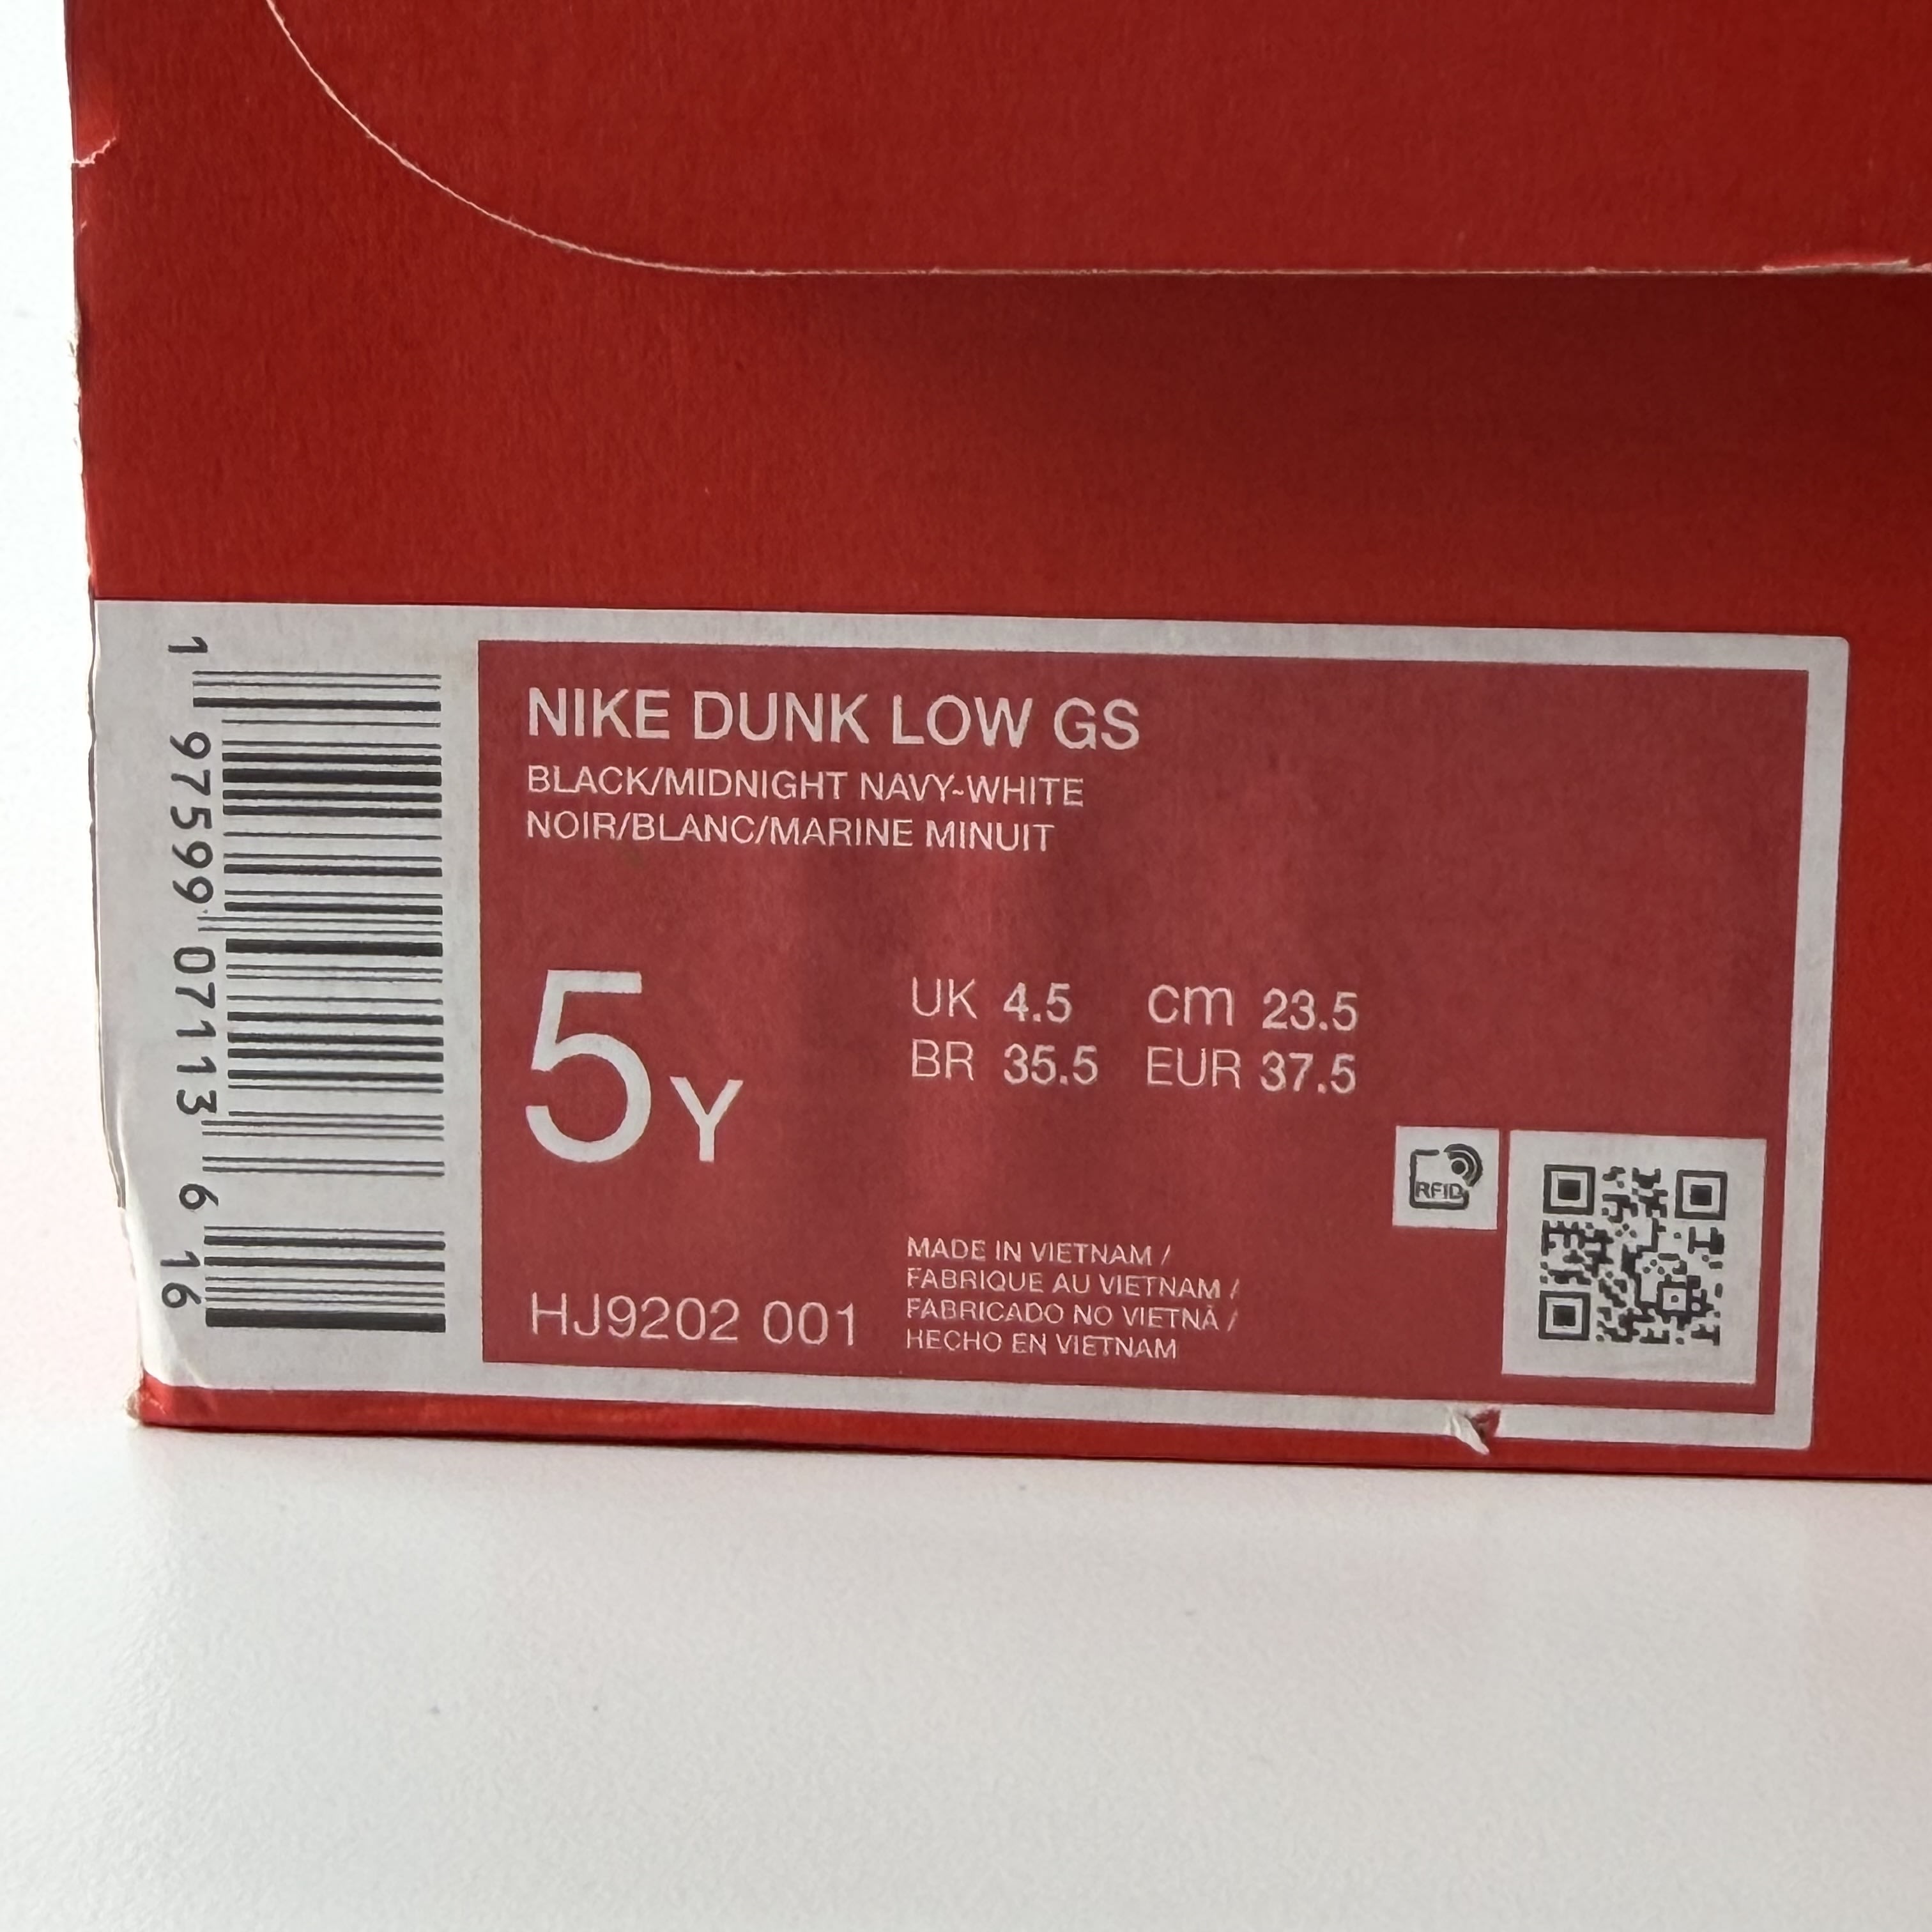 1 97599 07113 6 16
NIKE DUNK LOW GS
BLACK/MIDNIGHT NAVY-WHITE
NOIR/BLANC/MARINE MINUIT
5Y
UK 4.5 cm 23.5
BR 35.5 EUR 37.5
RFID
HJ9202 001
MADE IN VIETNAM /
FABRIQUE AU VIETNAM /
FABRICADO NO VIETNÃ /
HECHO EN VIETNAM